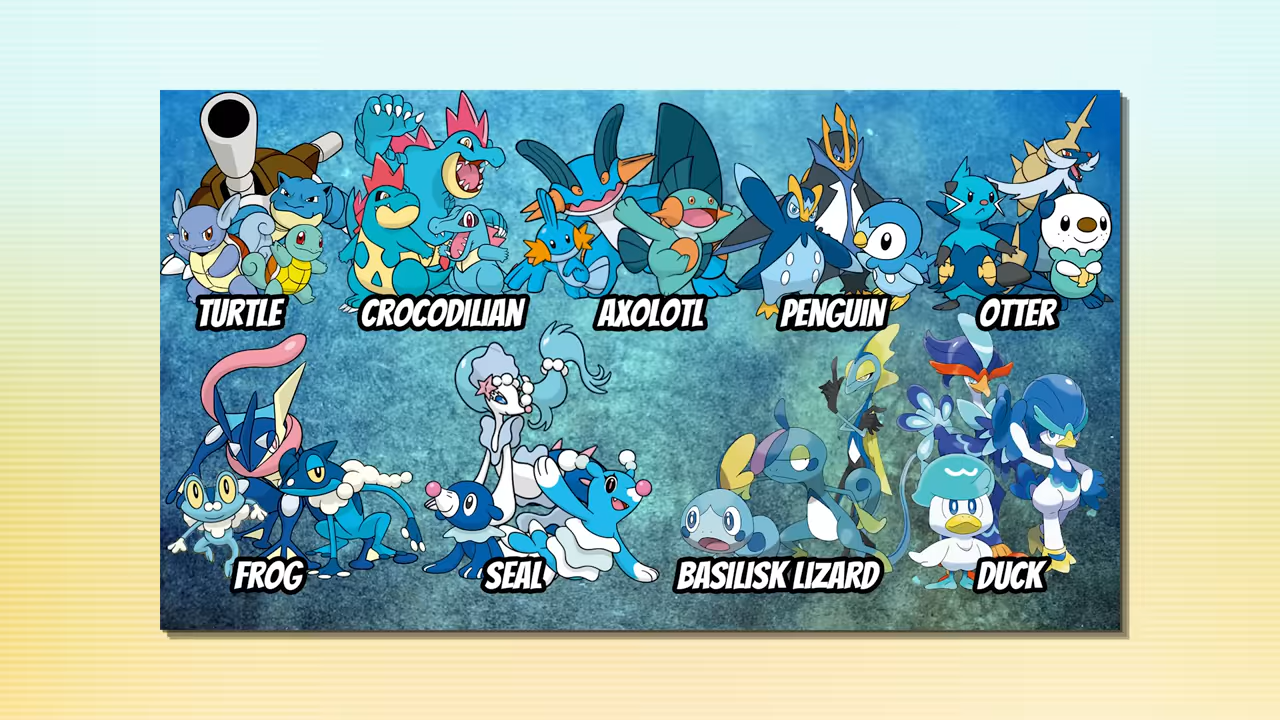 TURTLE
CROCODILIAN
AXOLOTL
PENGUIN
OTTER
FROG
SEAL
BASILISK LIZARD
DUCK